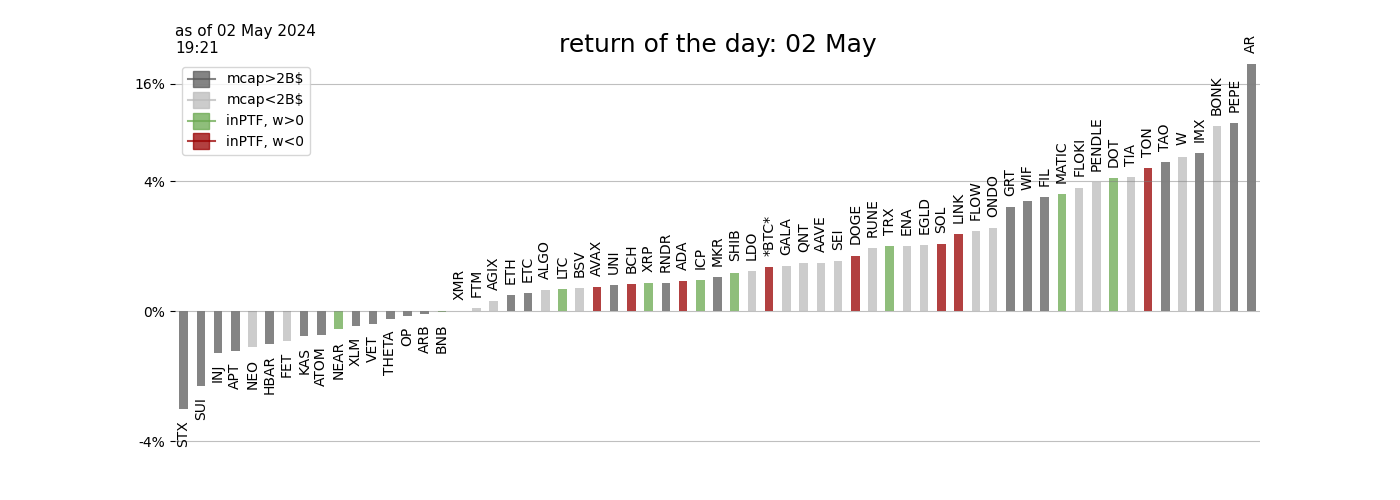 as of 02 May 2024
19:21
return of the day: 02 May
mcap>2B$
mcap<2B$
inPTF, w>0
inPTF, w<0
16%
4%
0%
-4%
STX
SUI
INJ
APT
NEO
HBAR
FET
KAS
ATOM
NEAR
XLM
VET
THETA
OP
ARB
BNB
XMR
FTM
AGIX
ETH
ETC
ALGO
LTC
BSV
AVAX
UNI
BCH
XRP
RNDR
ADA
ICP
MKR
SHIB
LDO
*BTC*
GALA
QNT
AAVE
SEI
DOGE
RUNE
TRX
ENA
EGLD
SOL
LINK
FLOW
ONDO
GRT
WIF
FIL
MATIC
FLOKI
PENDLE
DOT
TIA
TON
TAO
W
IMX
BONK
PEPE
AR